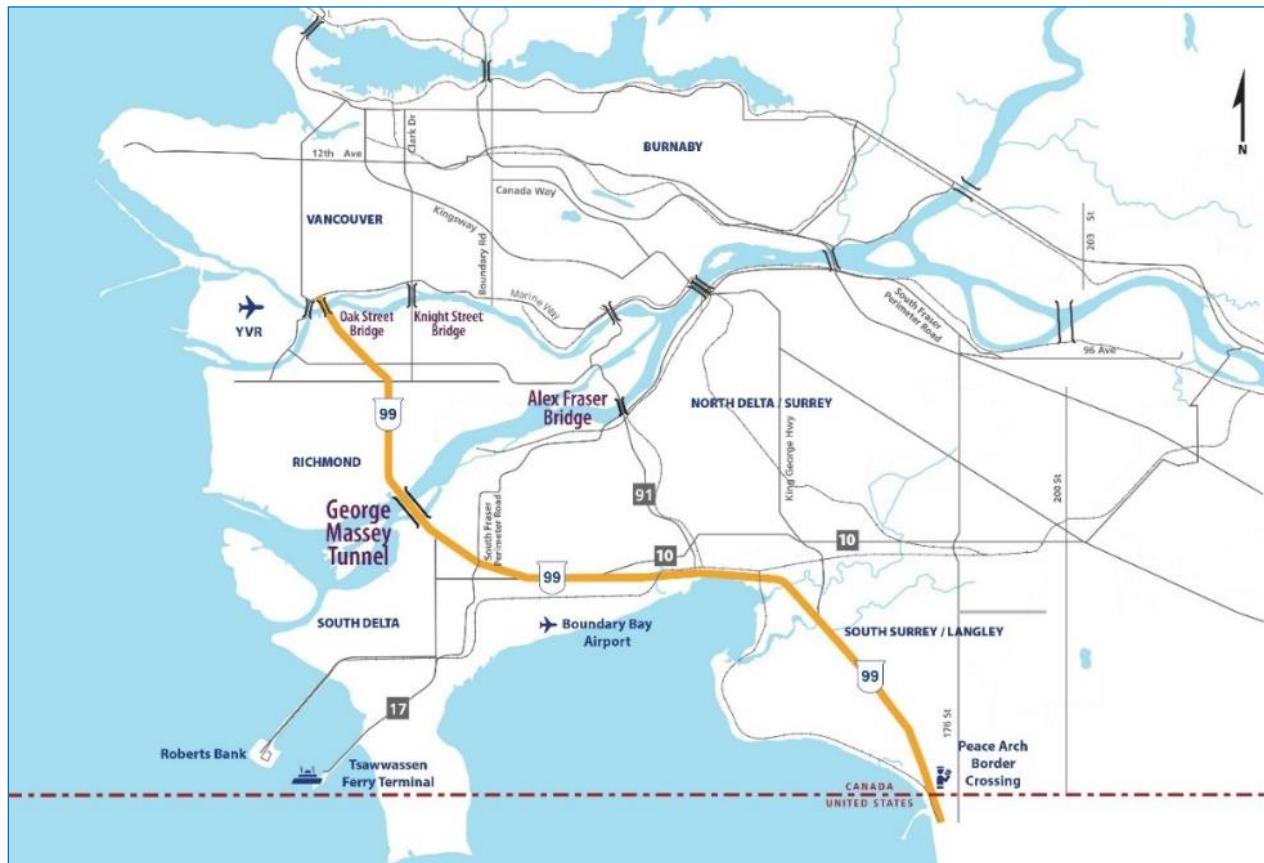 BURNABY
N
Clark Dr
12th Ave
Canada Way
203 St
VANCOUVER
Kingsway
Boundary Rd
Marine Way
South Fraser
Perimeter Road
YVR
Oak Street
Bridge
Knight Street
Bridge
96 Ave
Alex Fraser
Bridge
NORTH DELTA / SURREY
99
King George Hwy
RICHMOND
George
Massey
Tunnel
91
200 St
South Fraser
Perimeter Road
10
10
99
SOUTH DELTA
Boundary Bay
Airport
SOUTH SURREY / LANGLEY
99
17
176 St
Roberts Bank
Tsawwassen
Ferry Terminal
Peace Arch
Border
Crossing
CANADA
UNITED STATES